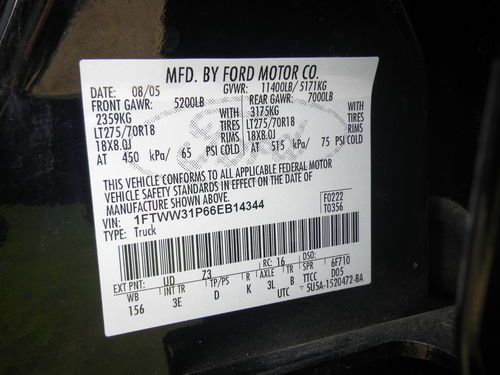 MFD. BY FORD MOTOR CO.
DATE: 08/05 GVWR: 11400LB/ 5171KG
FRONT GAWR: 5200LB REAR GAWR: 7000LB
2359KG WITH 3175KG WITH
LT275/70R18 TIRES LT275/70R18 TIRES
18X8.0J RIMS 18X8.0J RIMS
AT 450 kPa/ 65 PSI COLD AT 515 kPa/ 75 PSI COLD
THIS VEHICLE CONFORMS TO ALL APPLICABLE FEDERAL MOTOR
VEHICLE SAFETY STANDARDS IN EFFECT ON THE DATE OF
MANUFACTURE SHOWN ABOVE.
VIN: 1FTWW31P66EB14344 F0222
TYPE: Truck T0356
EXT PNT: UD Z3 RC: 16 DSO:
WB INT TR TP/PS R AXLE TR SPR 6F710
156 3E D K 3L B TTCC D05
UTC 5U5A-1520472-BA
Ford